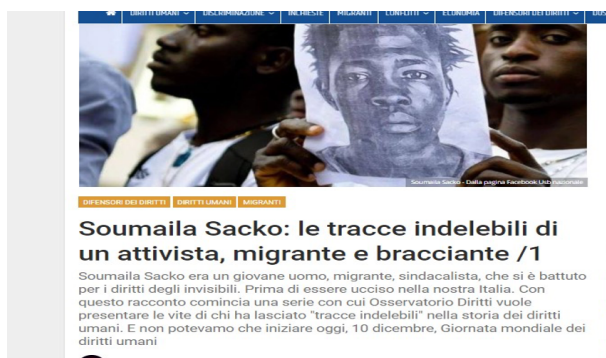 DIRITTI UMANI DISCRIMINAZIONE INCHIESTE MIGRANTI CONFLITTI ECONOMIA DIFENSORI DEI DIRITTI
Soumaila Sacko - Dalla pagina Facebook Usb nazionale
DIFENSORI DEI DIRITTI DIRITTI UMANI MIGRANTI
Soumaila Sacko: le tracce indelebili di
un attivista, migrante e bracciante /1
Soumaila Sacko era un giovane uomo, migrante, sindacalista, che si è battuto
per i diritti degli invisibili. Prima di essere ucciso nella nostra Italia. Con
questo racconto comincia una serie con cui Osservatorio Diritti vuole
presentare le vite di chi ha lasciato "tracce indelebili" nella storia dei diritti
umani. E non potevamo che iniziare oggi, 10 dicembre, Giornata mondiale dei
diritti umani